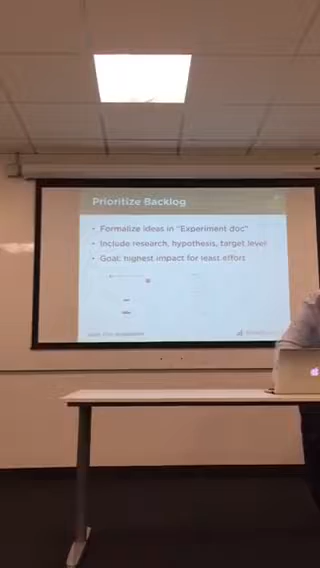 Prioritize Backlog
• Formalize ideas in "Experiment doc"
• Include research, hypothesis, target level
• Goal: highest impact for least effort